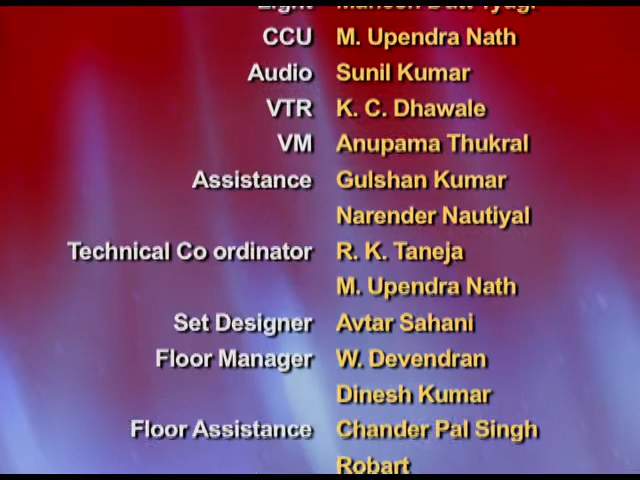 CCU M. Upendra Nath
Audio Sunil Kumar
VTR K. C. Dhawale
VM Anupama Thukral
Assistance Gulshan Kumar
Narender Nautiyal
Technical Co ordinator R. K. Taneja
M. Upendra Nath
Set Designer Avtar Sahani
Floor Manager W. Devendran
Dinesh Kumar
Floor Assistance Chander Pal Singh
Robart